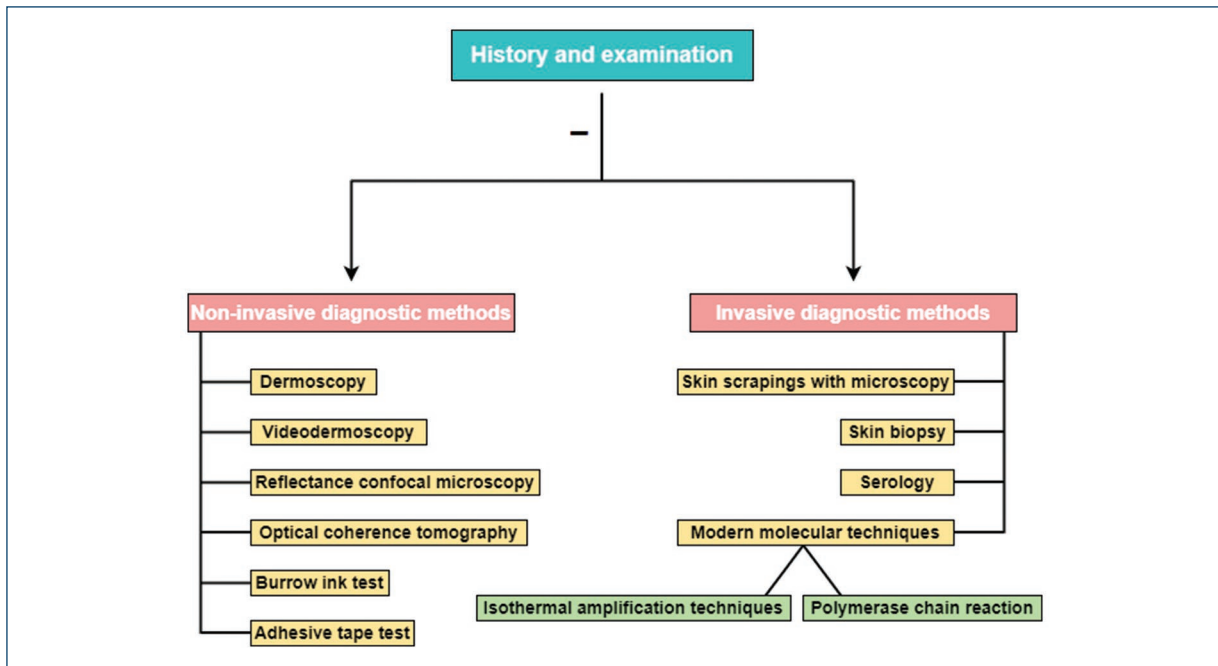 History and examination
–
Non-invasive diagnostic methods
Dermoscopy
Videodermoscopy
Reflectance confocal microscopy
Optical coherence tomography
Burrow ink test
Adhesive tape test
Invasive diagnostic methods
Skin scrapings with microscopy
Skin biopsy
Serology
Modern molecular techniques
Isothermal amplification techniques
Polymerase chain reaction